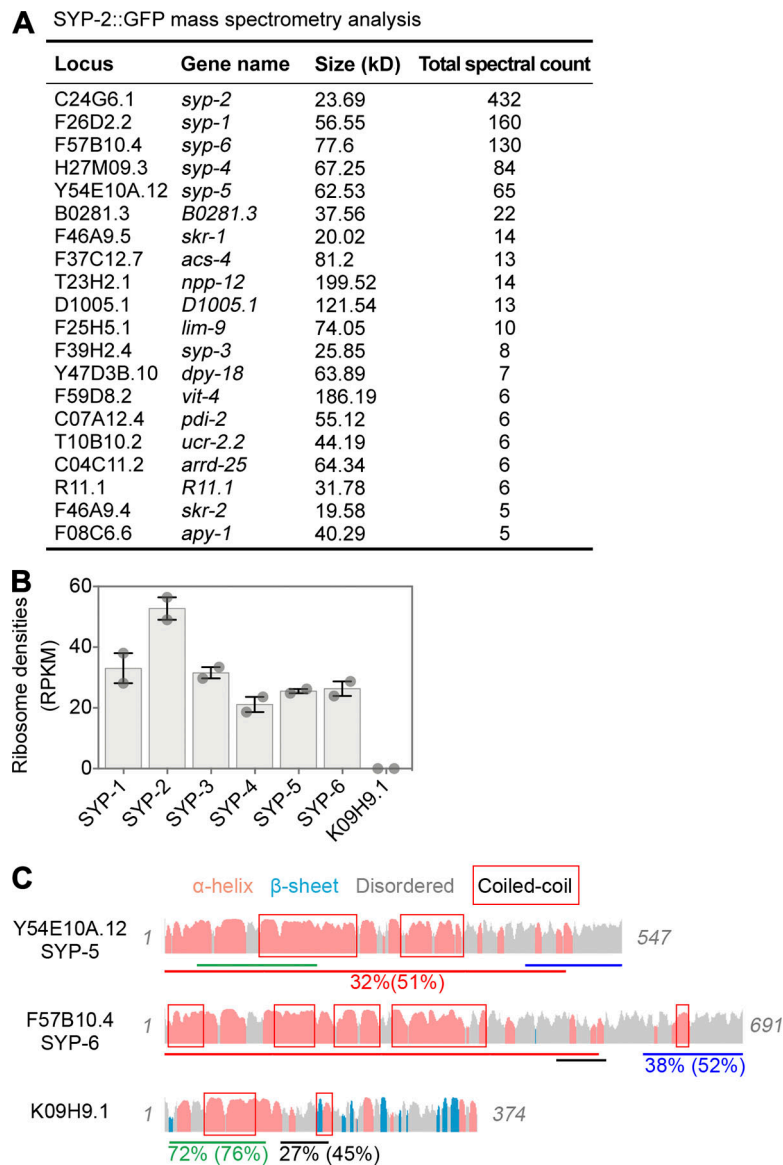 A SYP-2::GFP mass spectrometry analysis
Locus Gene name Size (kD) Total spectral count
C24G6.1 syp-2 23.69 432
F26D2.2 syp-1 56.55 160
F57B10.4 syp-6 77.6 130
H27M09.3 syp-4 67.25 84
Y54E10A.12 syp-5 62.53 65
B0281.3 B0281.3 37.56 22
F46A9.5 skr-1 20.02 14
F37C12.7 acs-4 81.2 13
T23H2.1 npp-12 199.52 14
D1005.1 D1005.1 121.54 13
F25H5.1 lim-9 74.05 10
F39H2.4 syp-3 25.85 8
Y47D3B.10 dpy-18 63.89 7
F59D8.2 vit-4 186.19 6
C07A12.4 pdi-2 55.12 6
T10B10.2 ucr-2.2 44.19 6
C04C11.2 arrd-25 64.34 6
R11.1 R11.1 31.78 6
F46A9.4 skr-2 19.58 5
F08C6.6 apy-1 40.29 5
B
Ribosome densities
(RPKM)
60
40
20
0
SYP-1 SYP-2 SYP-3 SYP-4 SYP-5 SYP-6 K09H9.1
C
α-helix β-sheet Disordered Coiled-coil
Y54E10A.12 1 547
SYP-5
32%(51%)
F57B10.4 1 691
SYP-6
38% (52%)
K09H9.1 1 374
72% (76%) 27% (45%)